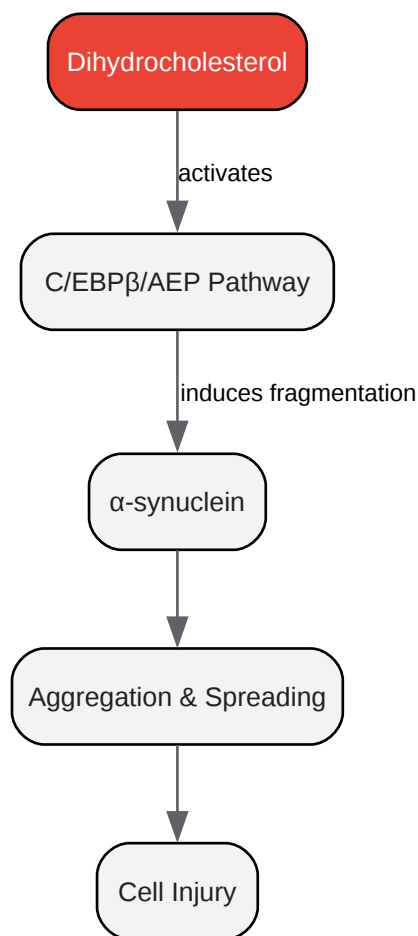 Dihydrocholesterol
activates
C/EBPβ/AEP Pathway
induces fragmentation
α-synuclein
Aggregation & Spreading
Cell Injury